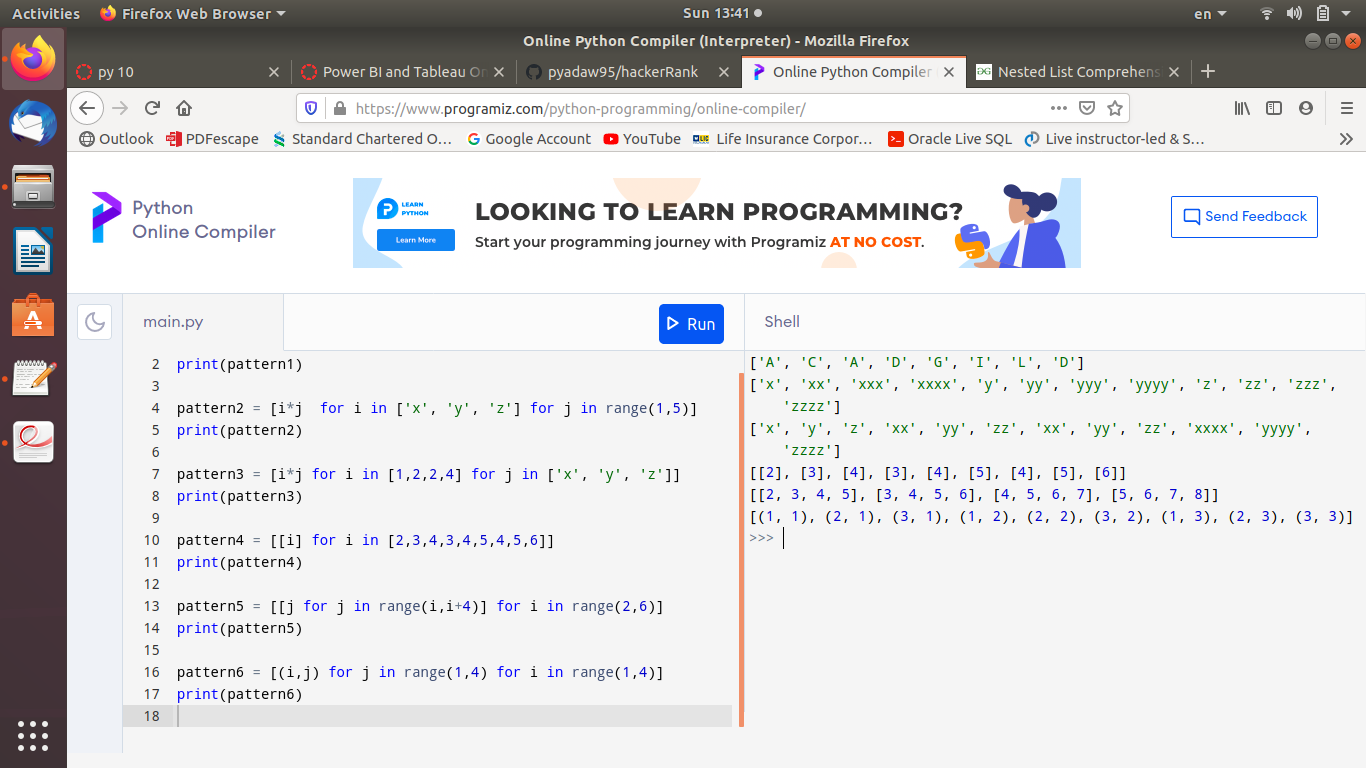 Activities Firefox Web Browser Sun 13:41 en
Online Python Compiler (Interpreter) - Mozilla Firefox
py 10 Power BI and Tableau On pyadaw95/hackerRank Online Python Compiler Nested List Comprehens
https://www.programiz.com/python-programming/online-compiler/
Outlook PDFescape Standard Chartered O... Google Account YouTube Life Insurance Corpor... Oracle Live SQL Live instructor-led & S...
Python
Online Compiler
LEARN
PYTHON
Learn More
LOOKING TO LEARN PROGRAMMING?
Start your programming journey with Programiz AT NO COST.
Send Feedback
main.py
Run
2 print(pattern1)
3
4 pattern2 = [i*j  for i in ['x', 'y', 'z'] for j in range(1,5)]
5 print(pattern2)
6
7 pattern3 = [i*j for i in [1,2,2,4] for j in ['x', 'y', 'z']]
8 print(pattern3)
9
10 pattern4 = [[i] for i in [2,3,4,3,4,5,4,5,6]]
11 print(pattern4)
12
13 pattern5 = [[j for j in range(i,i+4)] for i in range(2,6)]
14 print(pattern5)
15
16 pattern6 = [(i,j) for j in range(1,4) for i in range(1,4)]
17 print(pattern6)
18
Shell
['A', 'C', 'A', 'D', 'G', 'I', 'L', 'D']
['x', 'xx', 'xxx', 'xxxx', 'y', 'yy', 'yyy', 'yyyy', 'z', 'zz', 'zzz',
'zzzz']
['x', 'y', 'z', 'xx', 'yy', 'zz', 'xx', 'yy', 'zz', 'xxxx', 'yyyy',
'zzzz']
[[2], [3], [4], [3], [4], [5], [4], [5], [6]]
[[2, 3, 4, 5], [3, 4, 5, 6], [4, 5, 6, 7], [5, 6, 7, 8]]
[(1, 1), (2, 1), (3, 1), (1, 2), (2, 2), (3, 2), (1, 3), (2, 3), (3, 3)]
>>>